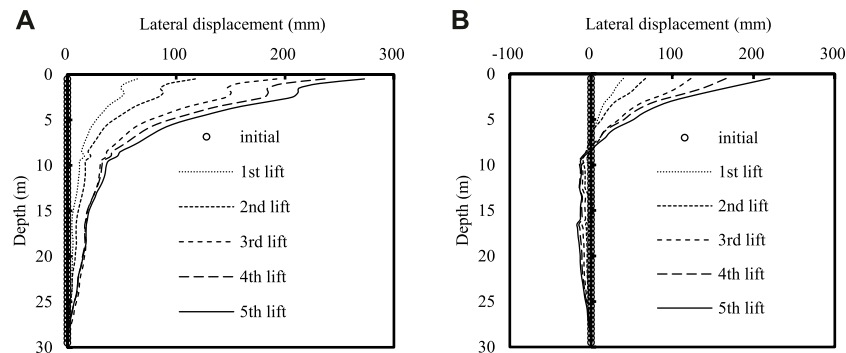 A
Lateral displacement (mm)
0 100 200 300
0
5
10
15
20
25
30
Depth (m)
initial
1st lift
2nd lift
3rd lift
4th lift
5th lift
B
Lateral displacement (mm)
-100 0 100 200 300
0
5
10
15
20
25
30
Depth (m)
initial
1st lift
2nd lift
3rd lift
4th lift
5th lift